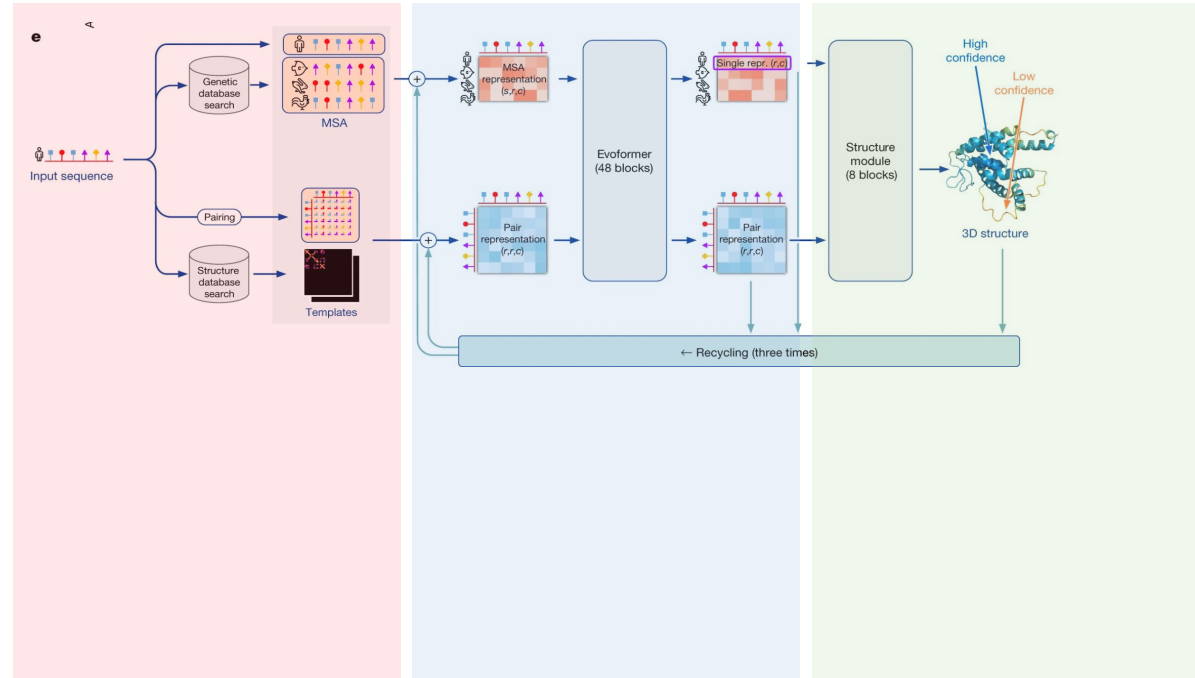 e
A
Input sequence
Genetic
database
search
MSA
Pairing
Structure
database
search
Templates
MSA
representation
(s,r,c)
Pair
representation
(r,r,c)
Evoformer
(48 blocks)
Single repr. (r,c)
Pair
representation
(r,r,c)
Structure
module
(8 blocks)
High
confidence
Low
confidence
3D structure
← Recycling (three times)